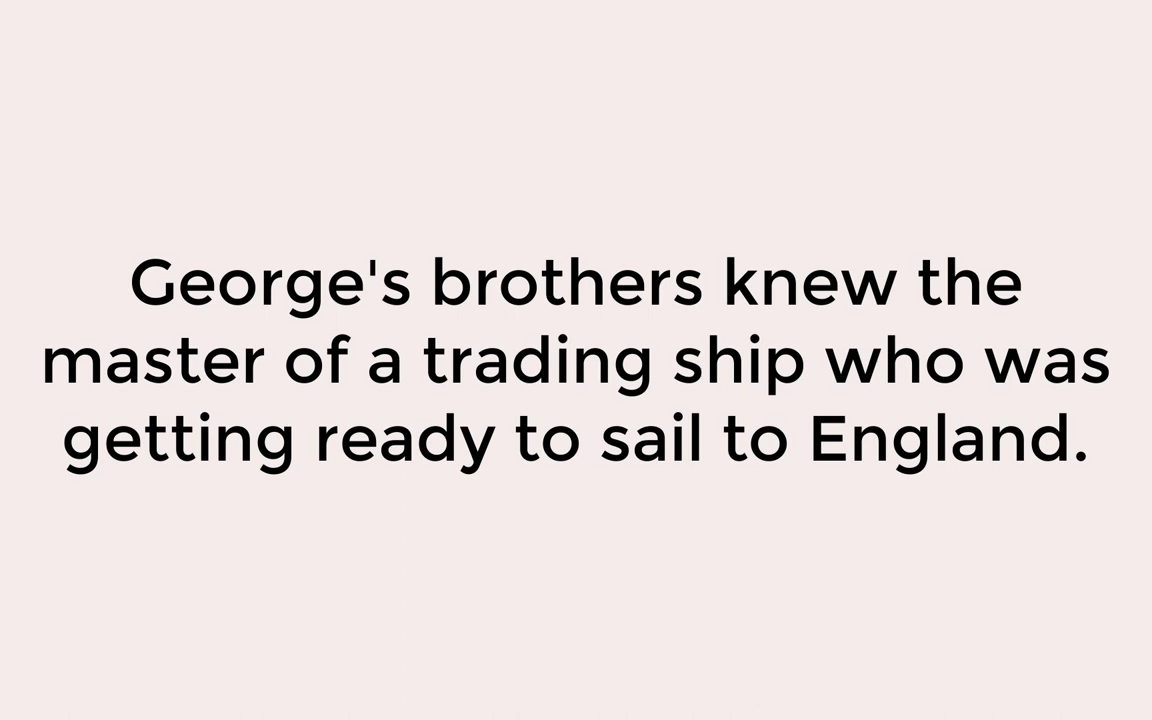 George's brothers knew the
master of a trading ship who was
getting ready to sail to England.